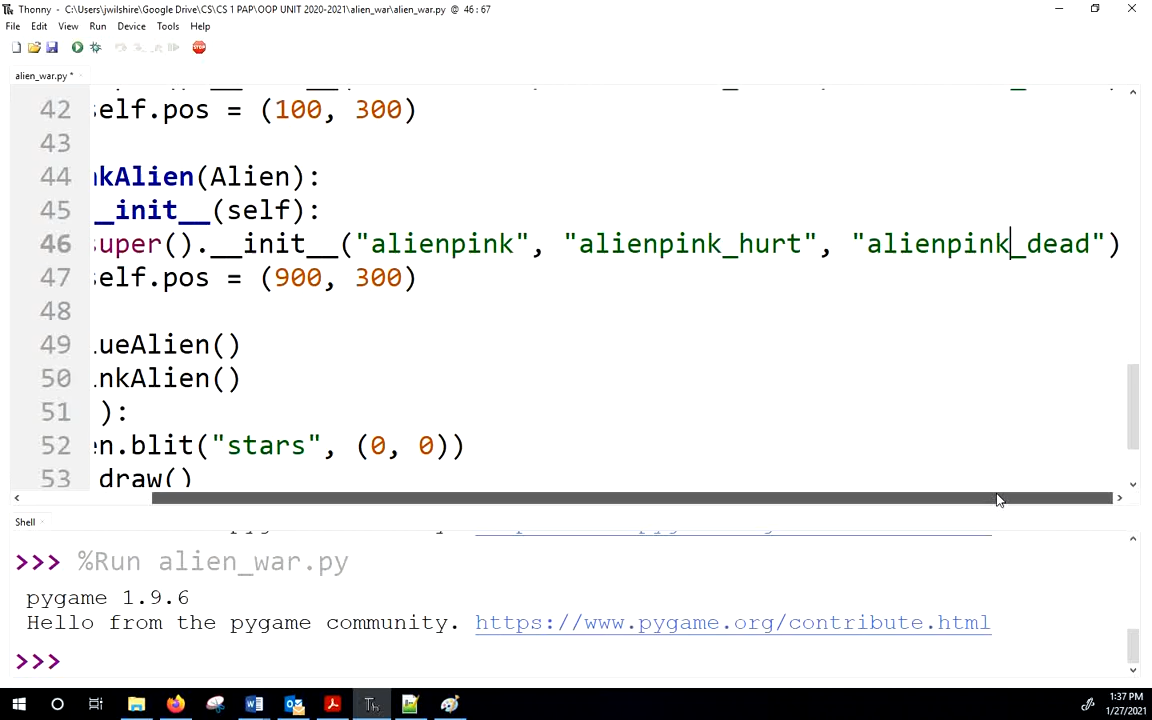 Thonny - C:\Users\jwilshire\Google Drive\CS\CS 1 PAP\OOP UNIT 2020-2021\alien_war\alien_war.py @ 46 : 67
File Edit View Run Device Tools Help
STOP
alien_war.py *
42 self.pos = (100, 300)
43
44 nkAlien(Alien):
45 __init__(self):
46 super().__init__("alienpink", "alienpink_hurt", "alienpink_dead")
47 self.pos = (900, 300)
48
49 lueAlien()
50 inkAlien()
51 ):
52 en.blit("stars", (0, 0))
53 draw()
Shell
>>> %Run alien_war.py
pygame 1.9.6
Hello from the pygame community. https://www.pygame.org/contribute.html
>>>
1:37 PM
1/27/2021